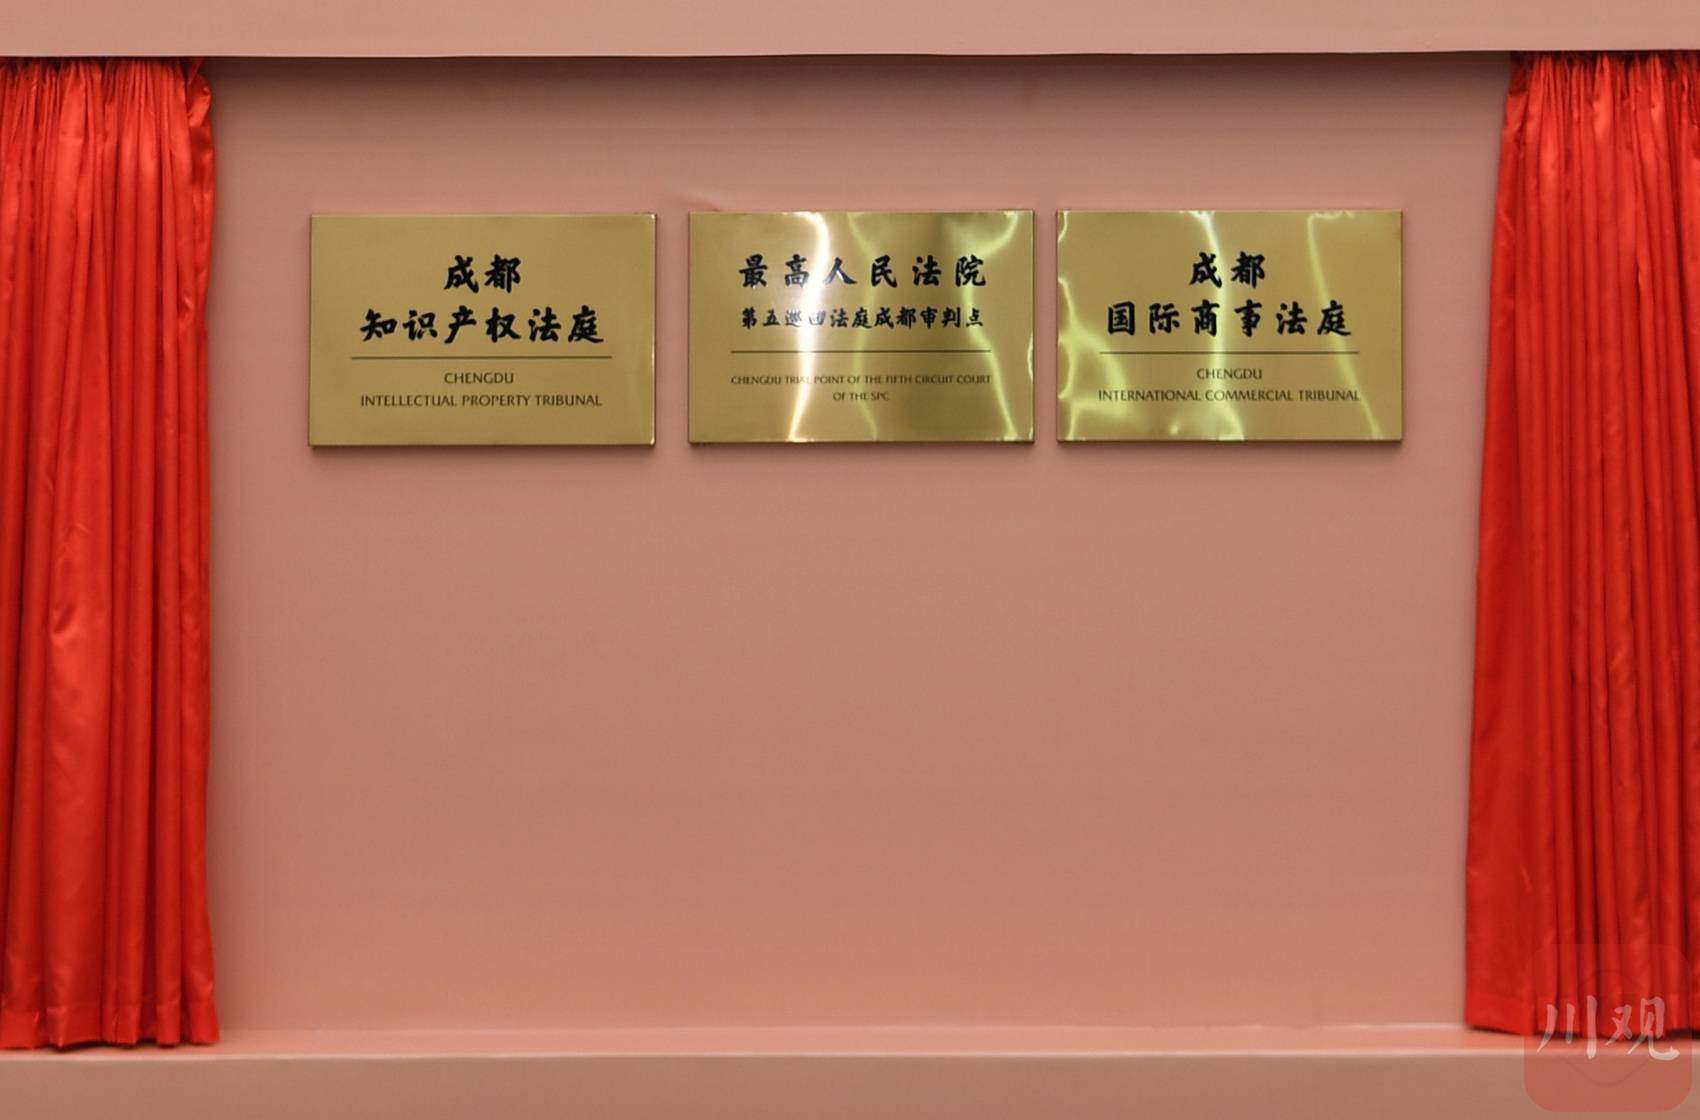 成都
知识产权法庭
CHENGDU
INTELLECTUAL PROPERTY TRIBUNAL
最高人民法院
第五巡回法庭成都审判点
CHENGDU TRIAL POINT OF THE FIFTH CIRCUIT COURT
OF THE SPC
成都
国际商事法庭
CHENGDU
INTERNATIONAL COMMERCIAL TRIBUNAL
川观